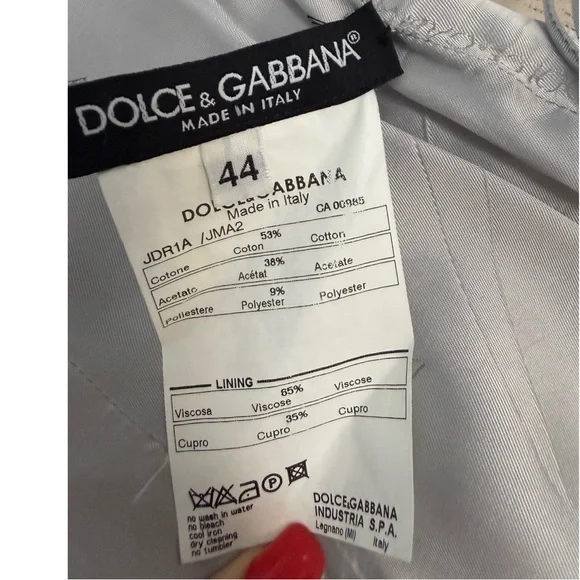 DOLCE & GABBANA®
MADE IN ITALY
44
DOLCE&GABBANA
Made in Italy
JDR1A /JMA2 CA 00985
53%
Cotone Coton Cotton
38%
Acetato Acétat Acetate
9%
Poliestere Polyester Polyester
LINING
65%
Viscosa Viscose Viscose
35%
Cupro Cupro Cupro
P
no wash in water
no bleach
cool iron
dry cleaning
no tumbler
DOLCE&GABBANA
INDUSTRIA S.P.A.
Legnano (MI) Italy